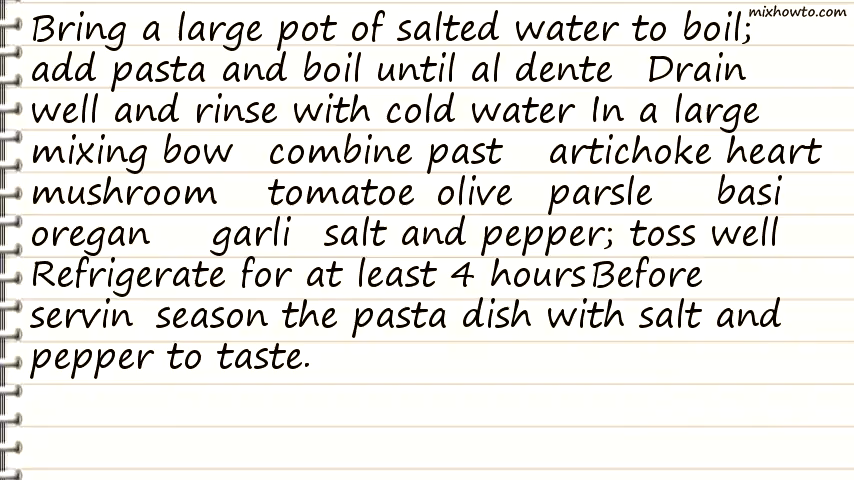 mixhowto.com
Bring a large pot of salted water to boil;
add pasta and boil until al dente Drain
well and rinse with cold water In a large
mixing bow combine past artichoke heart
mushroom tomatoe olive parsle basi
oregan garli salt and pepper; toss well
Refrigerate for at least 4 hours Before
servin season the pasta dish with salt and
pepper to taste.